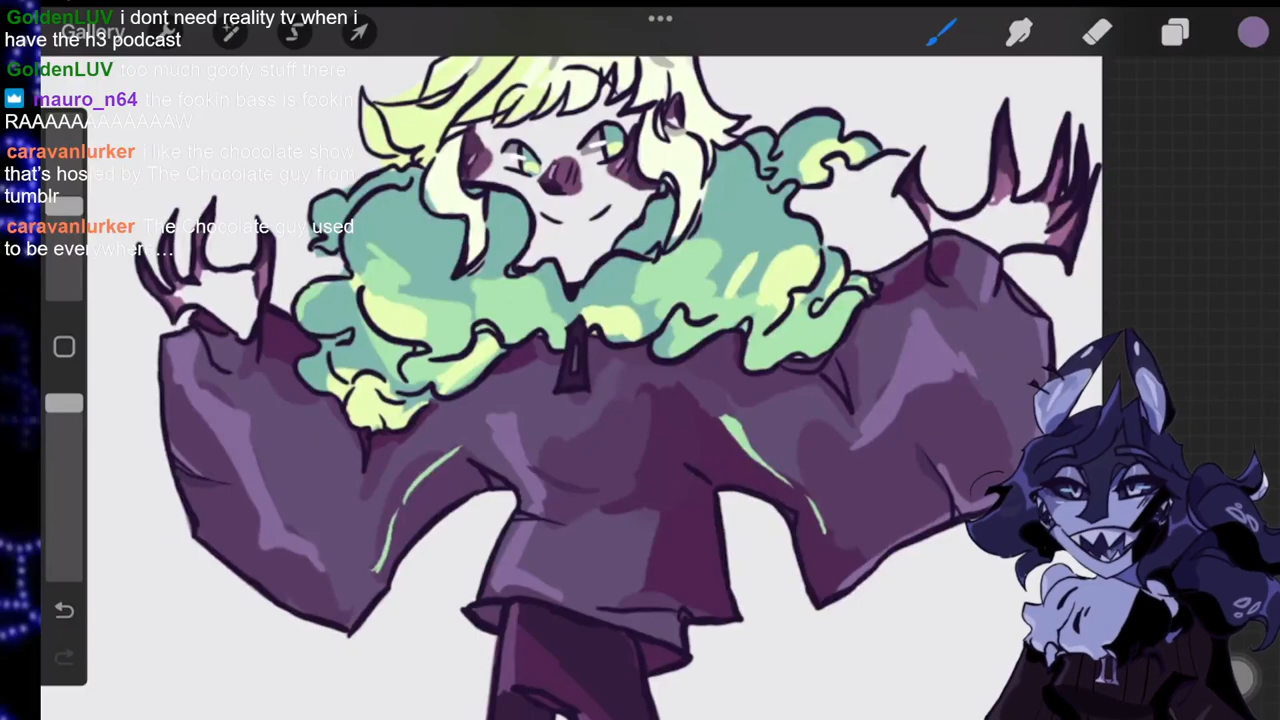 GoldenLUV i dont need reality tv when i
have the h3 podcast
Gallery
GoldenLUV too much goofy stuff there
mauro_n64 the fookin bass is fookin
RAAAAAAAAAAAAW
caravanlurker I like the chocolate show
that's hosted by The Chocolate guy from
tumblr
caravanlurker The Chocolate guy used
to be everywhere…